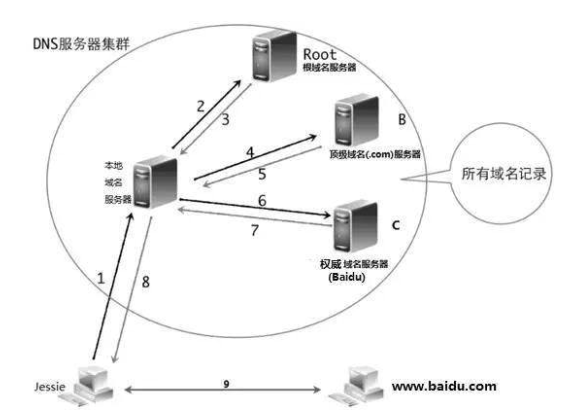 DNS服务器集群
Root
根域名服务器
2
3
B
4
顶级域名(.com)服务器
5
本地
域名
服务器
所有域名记录
6
7
C
权威 域名服务器
(Baidu)
1
8
Jessie
9
www.baidu.com